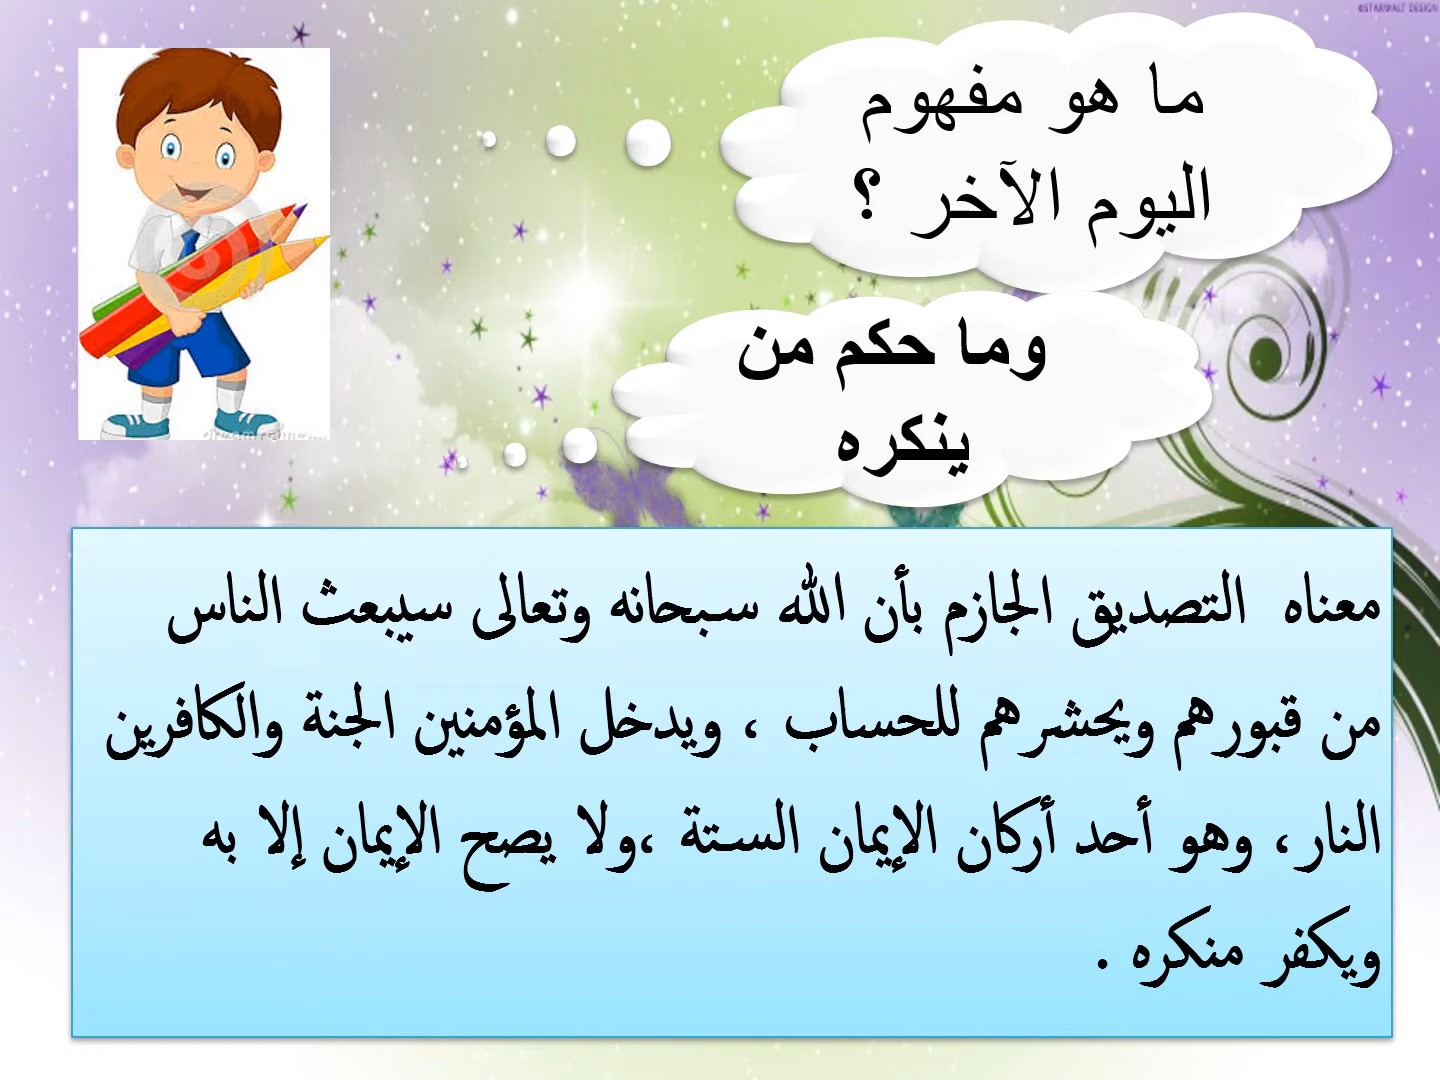 ©STARWALT DESIGN
ما هو مفهوم
اليوم الآخر ؟
وما حكم من
ينكره
معناه التصديق الجازم بأن الله سبحانه وتعالى سيبعث الناس
من قبورهم ويحشرهم للحساب ، ويدخل المؤمنين الجنة والكافرين
النار، وهو أحد أركان الإيمان الستة ،ولا يصح الإيمان إلا به
ويكفر منكره .